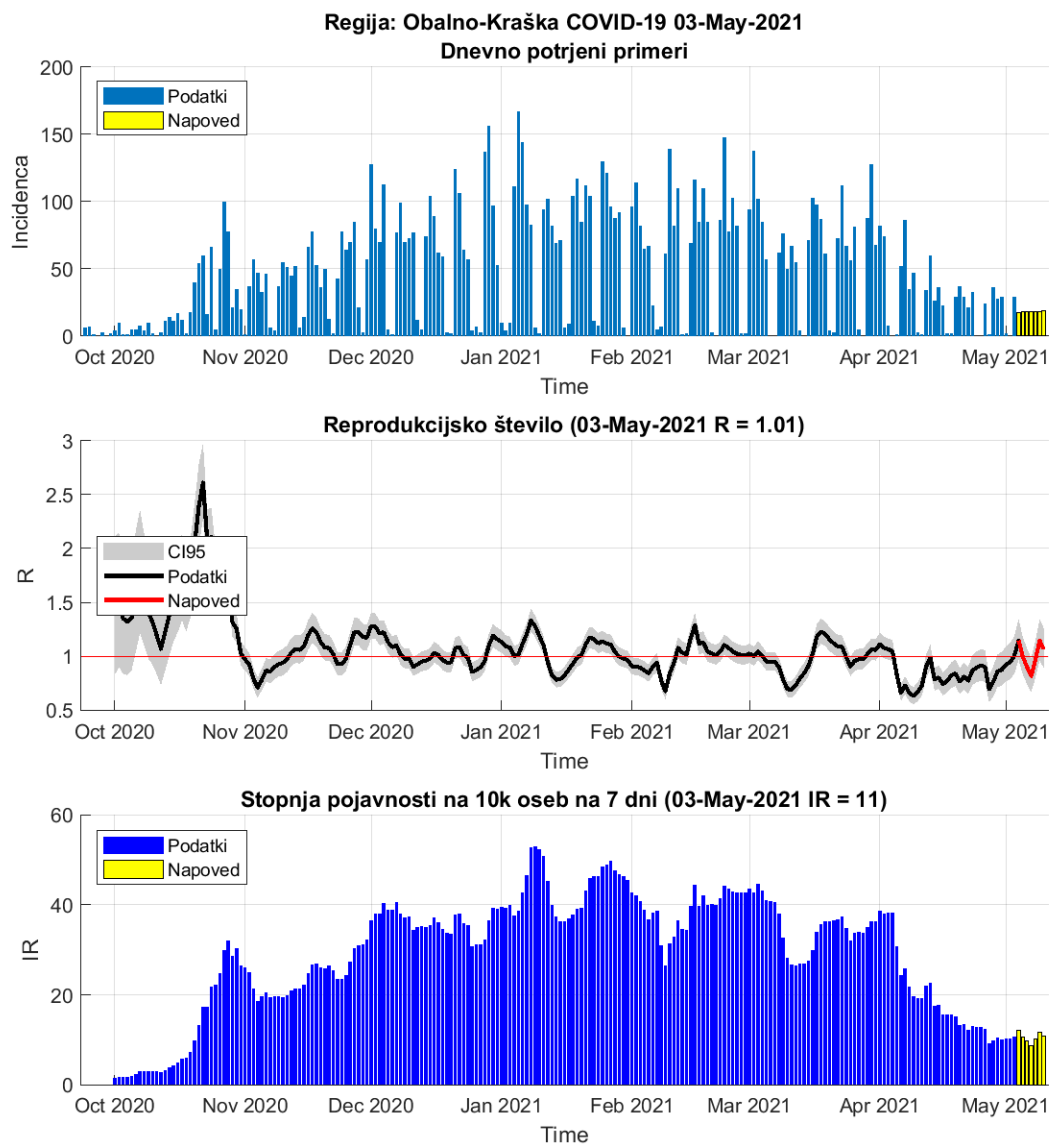 Regija: Obalno-Kraška COVID-19 03-May-2021
Dnevno potrjeni primeri
200
150
100
50
0
Incidenca
Podatki
Napoved
Oct 2020 Nov 2020 Dec 2020 Jan 2021 Feb 2021 Mar 2021 Apr 2021 May 2021
Time
Reprodukcijsko število (03-May-2021 R = 1.01)
3
2.5
2
1.5
1
0.5
R
CI95
Podatki
Napoved
Oct 2020 Nov 2020 Dec 2020 Jan 2021 Feb 2021 Mar 2021 Apr 2021 May 2021
Time
Stopnja pojavnosti na 10k oseb na 7 dni (03-May-2021 IR = 11)
60
40
20
0
IR
Podatki
Napoved
Oct 2020 Nov 2020 Dec 2020 Jan 2021 Feb 2021 Mar 2021 Apr 2021 May 2021
Time